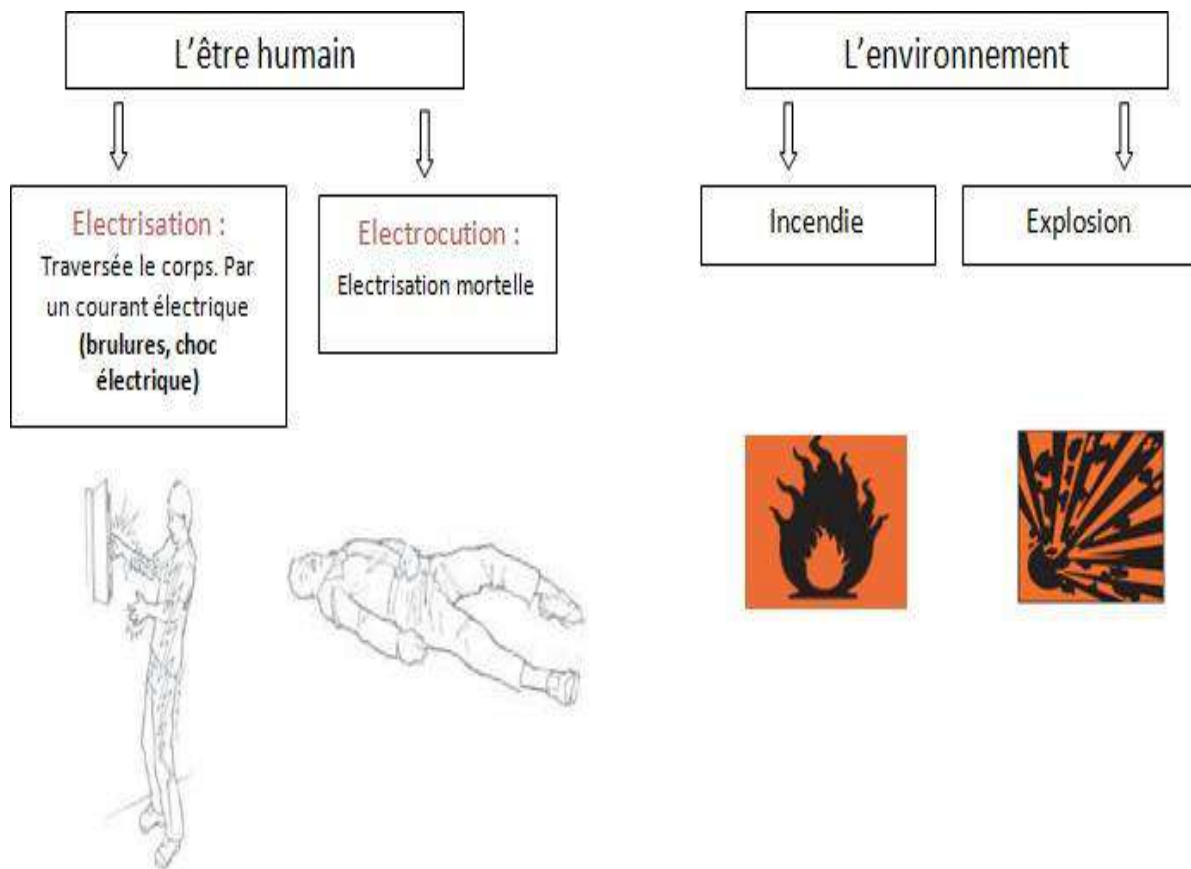 L'être humain
L'environnement
Electrisation :
Traversée le corps. Par
un courant électrique
(brulures, choc
électrique)
Electrocution :
Electrisation mortelle
Incendie
Explosion